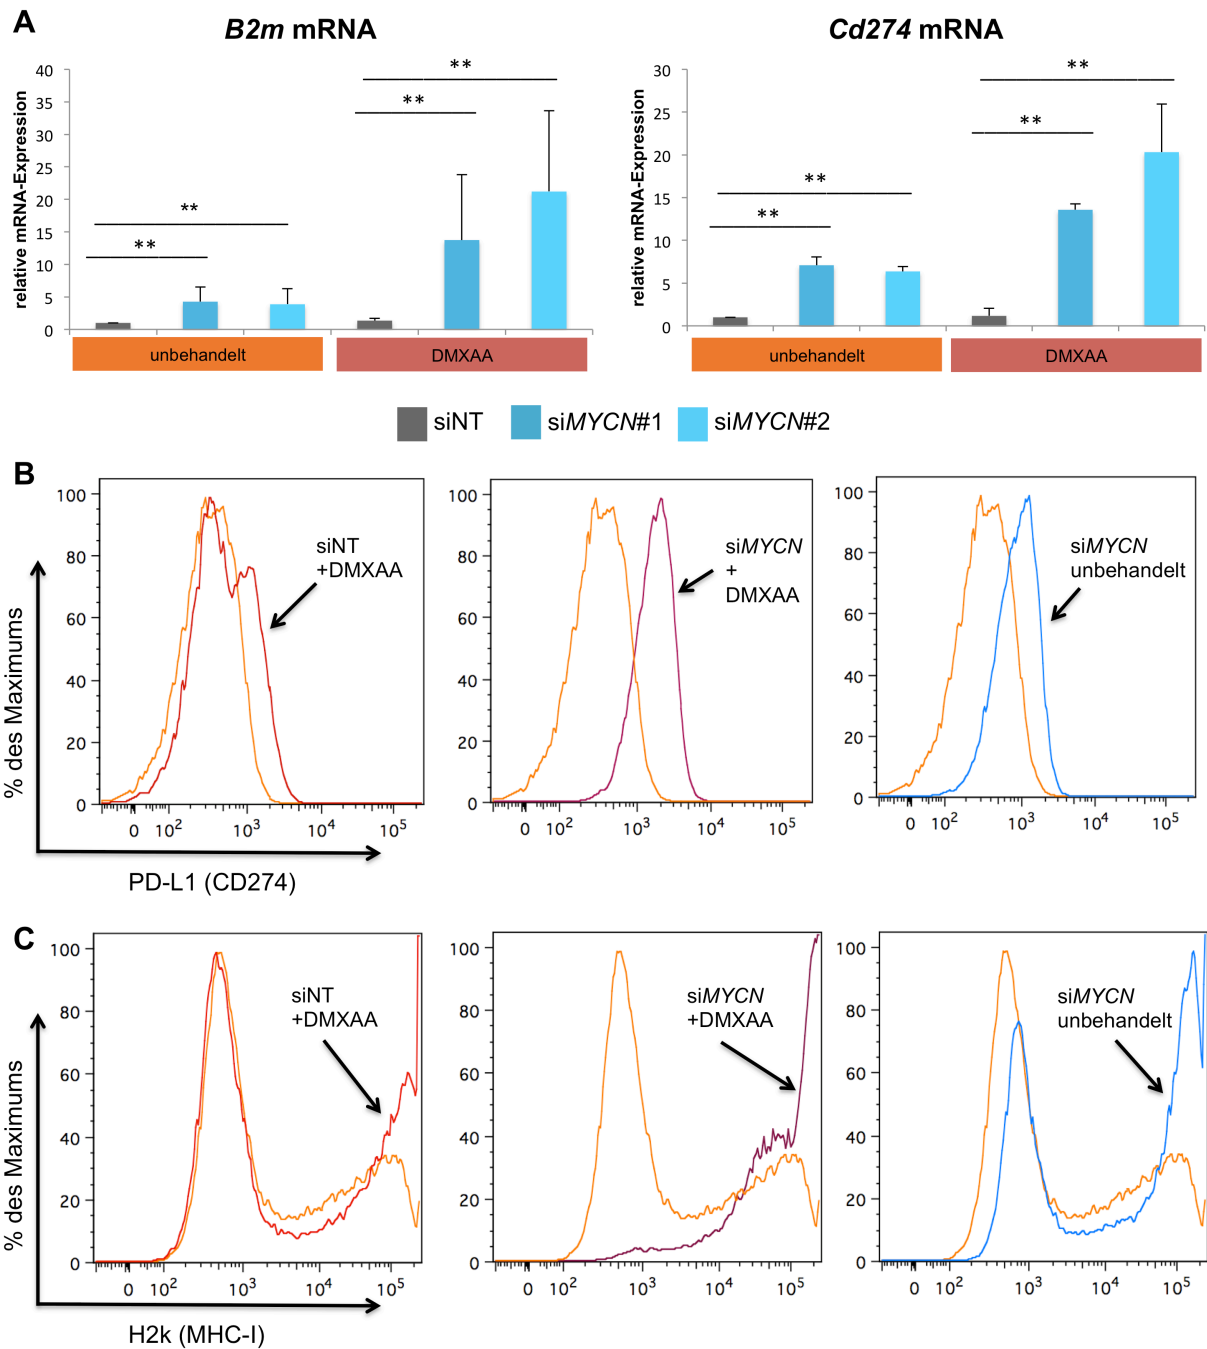 A
B2m mRNA
Cd274 mRNA
relative mRNA-Expression
40
35
30
25
20
15
10
5
0
**
**
**
**
unbehandelt
DMXAA
relative mRNA-Expression
30
25
20
15
10
5
0
**
**
**
**
unbehandelt
DMXAA
siNT
siMYCN#1
siMYCN#2
B
% des Maximums
100
80
60
40
20
0
siNT
+DMXAA
0 10² 10³ 10⁴ 10⁵
100
80
60
40
20
0
siMYCN
+
DMXAA
0 10² 10³ 10⁴ 10⁵
100
80
60
40
20
0
siMYCN
unbehandelt
0 10² 10³ 10⁴ 10⁵
PD-L1 (CD274)
C
% des Maximums
100
80
60
40
20
0
siNT
+DMXAA
0 10² 10³ 10⁴ 10⁵
100
80
60
40
20
0
siMYCN
+DMXAA
0 10² 10³ 10⁴ 10⁵
100
80
60
40
20
0
siMYCN
unbehandelt
0 10² 10³ 10⁴ 10⁵
H2k (MHC-I)